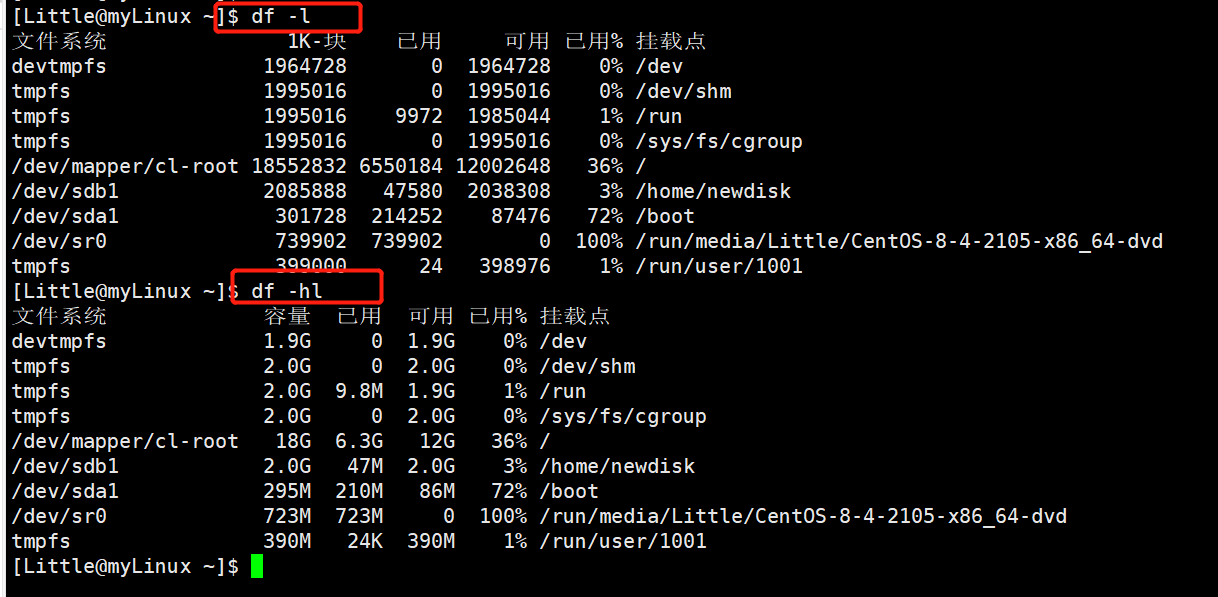 [Little@myLinux ~]$ df -l
文件系统 1K-块 已用 可用 已用% 挂载点
devtmpfs 1964728 0 1964728 0% /dev
tmpfs 1995016 0 1995016 0% /dev/shm
tmpfs 1995016 9972 1985044 1% /run
tmpfs 1995016 0 1995016 0% /sys/fs/cgroup
/dev/mapper/cl-root 18552832 6550184 12002648 36% /
/dev/sdb1 2085888 47580 2038308 3% /home/newdisk
/dev/sda1 301728 214252 87476 72% /boot
/dev/sr0 739902 739902 0 100% /run/media/Little/CentOS-8-4-2105-x86_64-dvd
tmpfs 399000 24 398976 1% /run/user/1001
[Little@myLinux ~]$ df -hl
文件系统 容量 已用 可用 已用% 挂载点
devtmpfs 1.9G 0 1.9G 0% /dev
tmpfs 2.0G 0 2.0G 0% /dev/shm
tmpfs 2.0G 9.8M 1.9G 1% /run
tmpfs 2.0G 0 2.0G 0% /sys/fs/cgroup
/dev/mapper/cl-root 18G 6.3G 12G 36% /
/dev/sdb1 2.0G 47M 2.0G 3% /home/newdisk
/dev/sda1 295M 210M 86M 72% /boot
/dev/sr0 723M 723M 0 100% /run/media/Little/CentOS-8-4-2105-x86_64-dvd
tmpfs 390M 24K 390M 1% /run/user/1001
[Little@myLinux ~]$